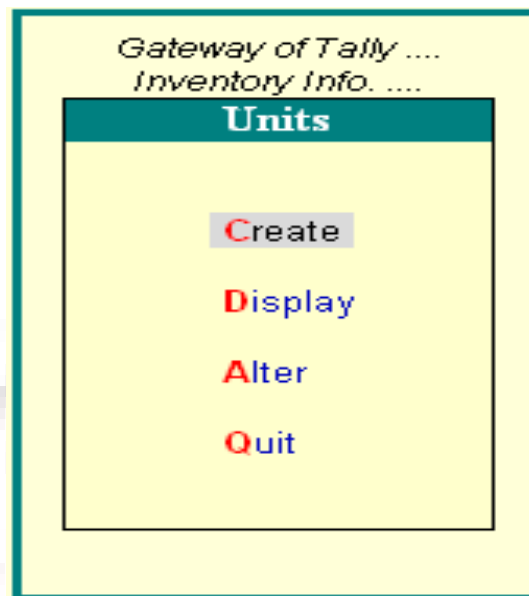 Gateway of Tally ....
Inventory Info. ....
Units
Create
Display
Alter
Quit